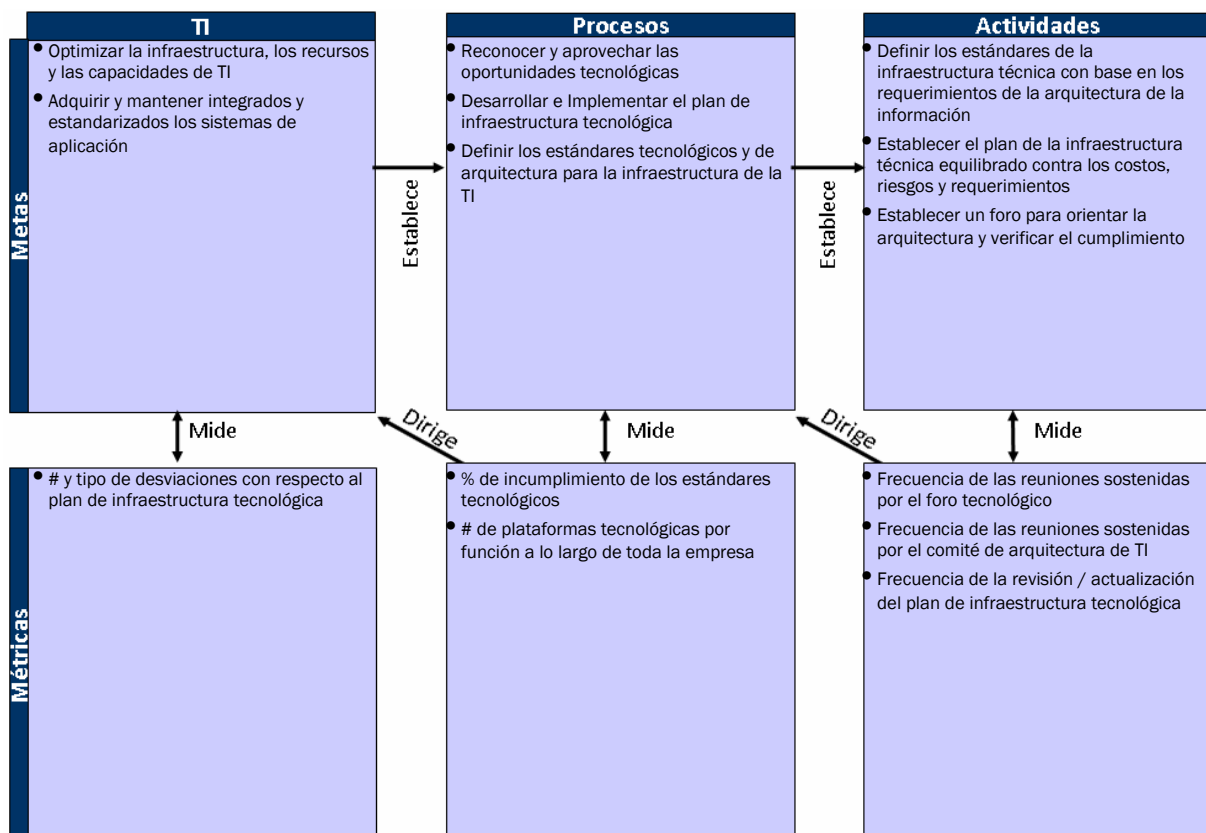 TI
Procesos
Actividades
Metas
• Optimizar la infraestructura, los recursos
y las capacidades de TI
• Adquirir y mantener integrados y
estandarizados los sistemas de
aplicación
Establece
• Reconocer y aprovechar las
oportunidades tecnológicas
• Desarrollar e Implementar el plan de
infraestructura tecnológica
• Definir los estándares tecnológicos y de
arquitectura para la infraestructura de la
TI
Establece
• Definir los estándares de la
infraestructura técnica con base en los
requerimientos de la arquitectura de la
información
• Establecer el plan de la infraestructura
técnica equilibrado contra los costos,
riesgos y requerimientos
• Establecer un foro para orientar la
arquitectura y verificar el cumplimiento
Mide
Dirige
Mide
Dirige
Mide
Métricas
• # y tipo de desviaciones con respecto al
plan de infraestructura tecnológica
• % de incumplimiento de los estándares
tecnológicos
• # de plataformas tecnológicas por
función a lo largo de toda la empresa
• Frecuencia de las reuniones sostenidas
por el foro tecnológico
• Frecuencia de las reuniones sostenidas
por el comité de arquitectura de TI
• Frecuencia de la revisión / actualización
del plan de infraestructura tecnológica